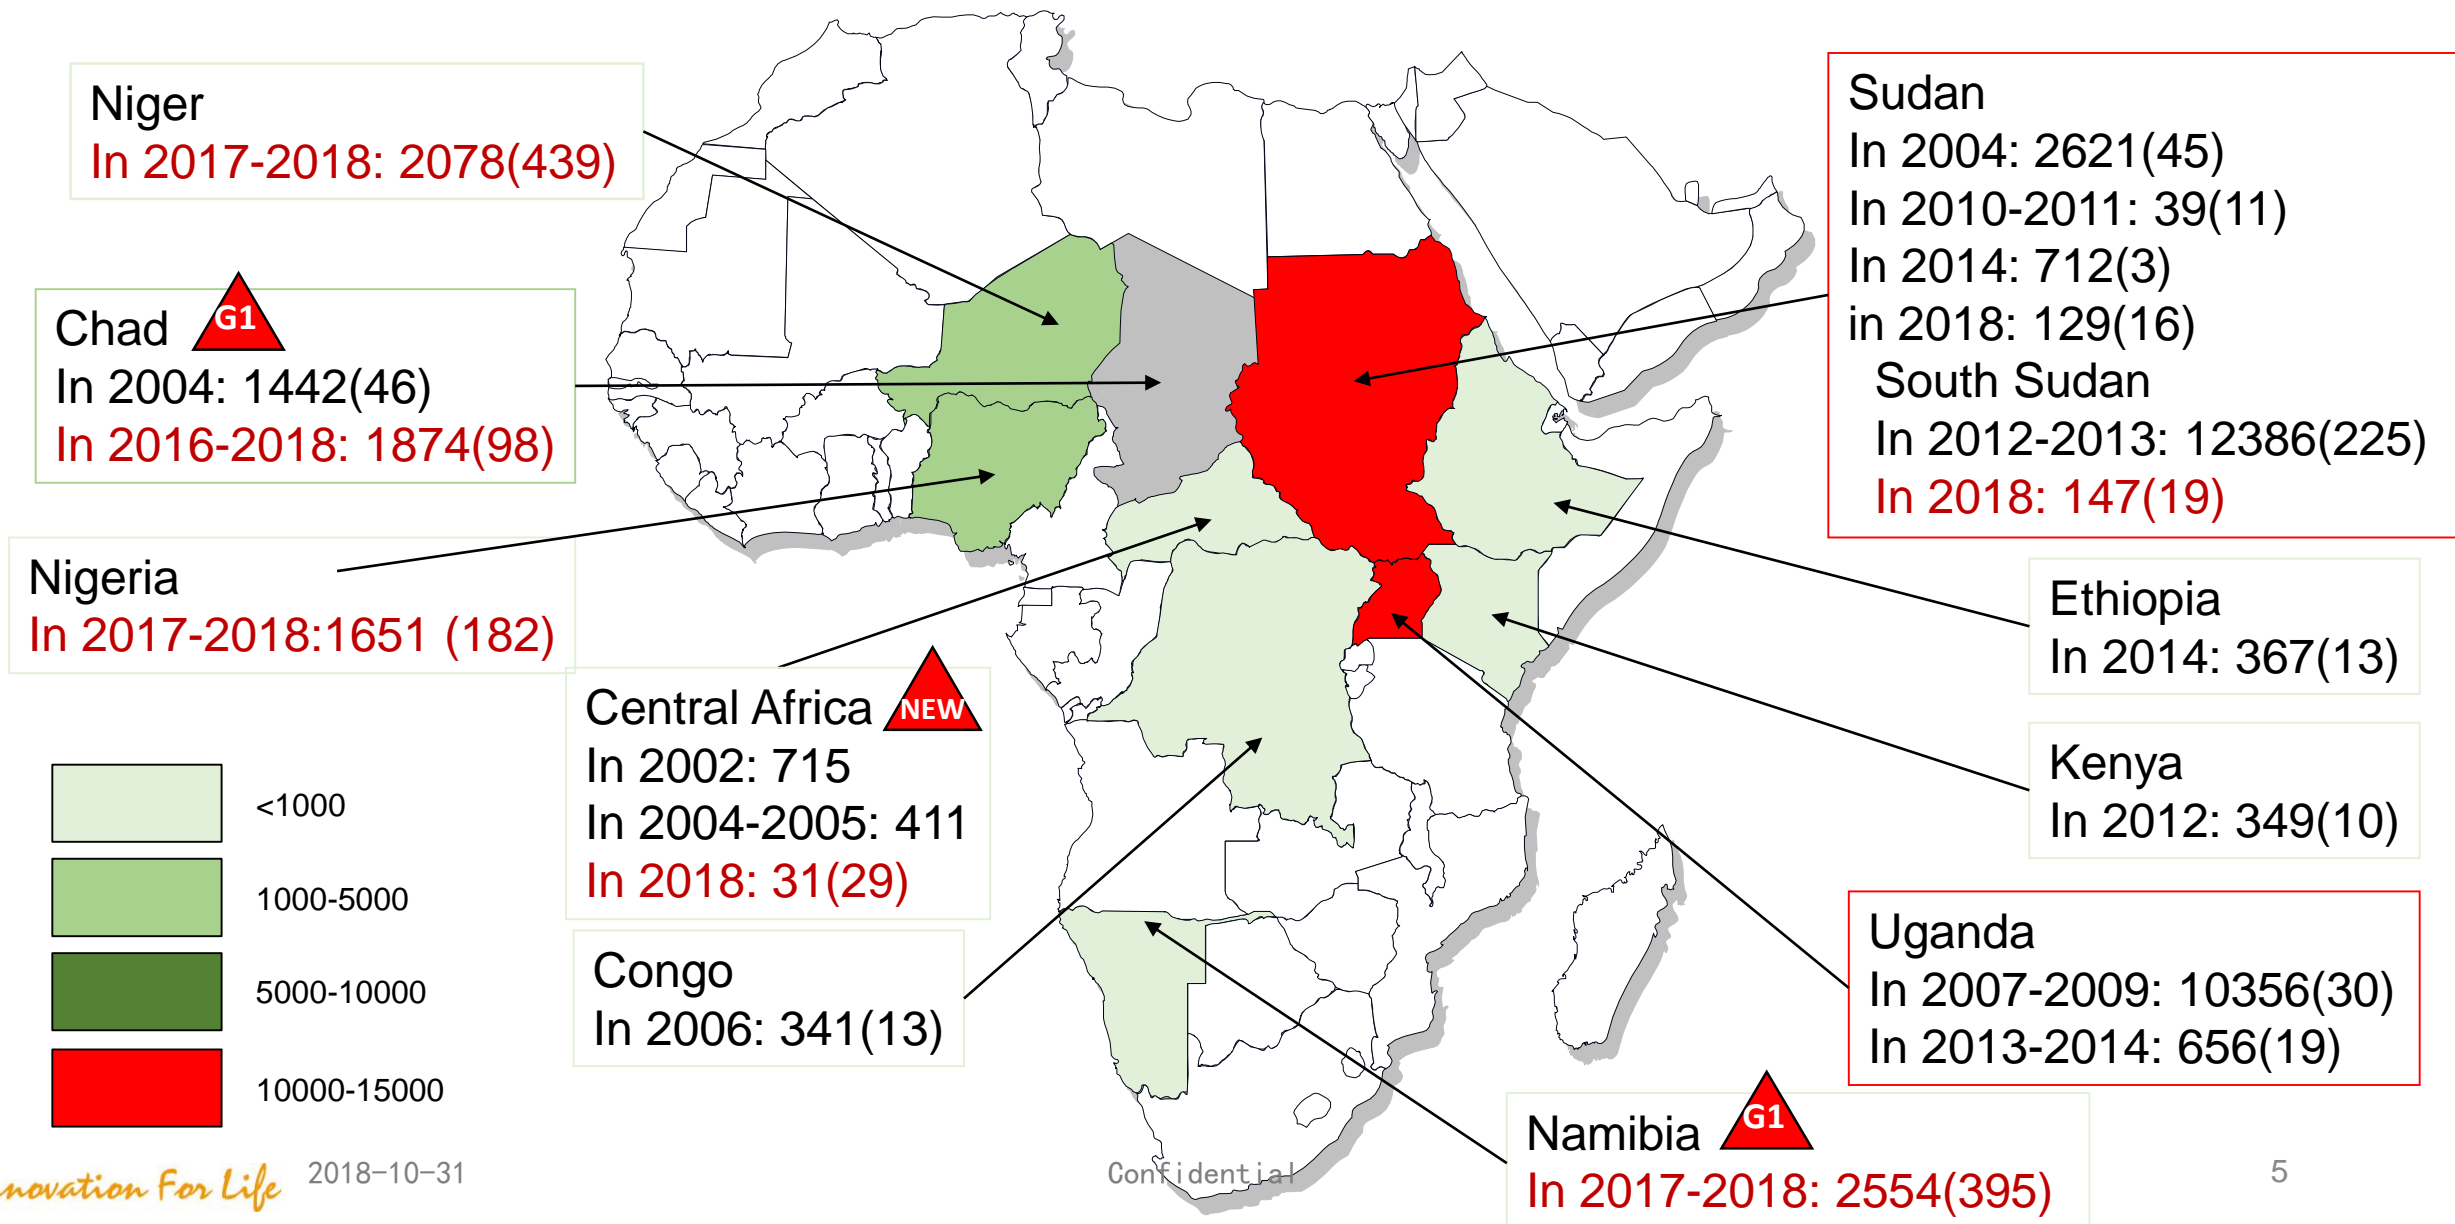 Niger
In 2017-2018: 2078(439)
Chad
G1
In 2004: 1442(46)
In 2016-2018: 1874(98)
Nigeria
In 2017-2018:1651 (182)
Central Africa
NEW
In 2002: 715
In 2004-2005: 411
In 2018: 31(29)
Congo
In 2006: 341(13)
Sudan
In 2004: 2621(45)
In 2010-2011: 39(11)
In 2014: 712(3)
in 2018: 129(16)
South Sudan
In 2012-2013: 12386(225)
In 2018: 147(19)
Ethiopia
In 2014: 367(13)
Kenya
In 2012: 349(10)
Uganda
In 2007-2009: 10356(30)
In 2013-2014: 656(19)
Namibia
G1
In 2017-2018: 2554(395)
<1000
1000-5000
5000-10000
10000-15000
novation For Life
2018-10-31
Confidential
5